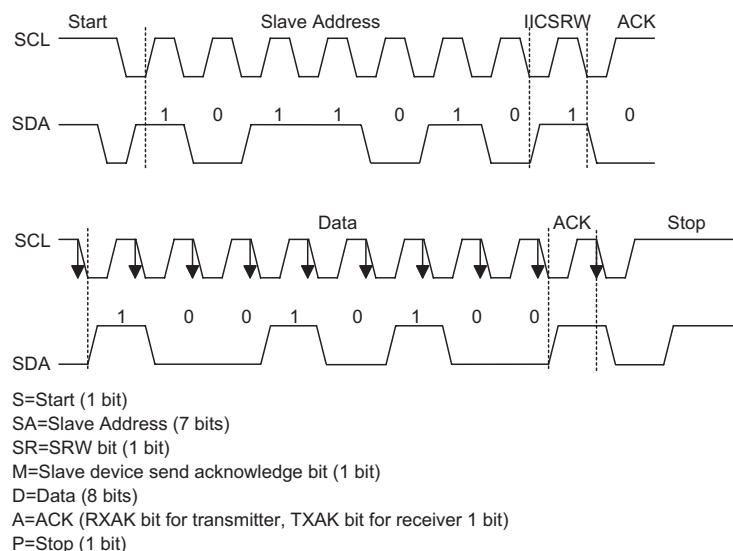 Start Slave Address IICSRW ACK
SCL
1 0 1 1 0 1 0 1 0
SDA
Data ACK Stop
SCL
1 0 0 1 0 1 0 0
SDA
S=Start (1 bit)
SA=Slave Address (7 bits)
SR=SRW bit (1 bit)
M=Slave device send acknowledge bit (1 bit)
D=Data (8 bits)
A=ACK (RXAK bit for transmitter, TXAK bit for receiver 1 bit)
P=Stop (1 bit)